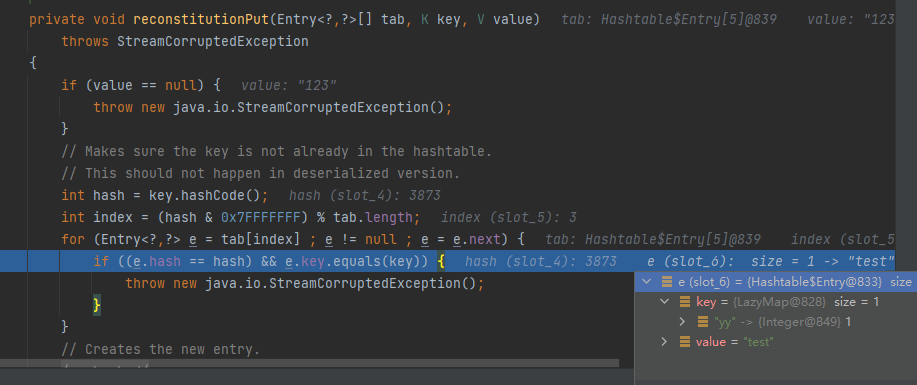 private void reconstitutionPut(Entry<?,?>[] tab, K key, V value)   tab: Hashtable$Entry[5]@839   value: "123
throws StreamCorruptedException
{
if (value == null) {   value: "123"
throw new java.io.StreamCorruptedException();
}
// Makes sure the key is not already in the hashtable.
// This should not happen in deserialized version.
int hash = key.hashCode();   hash (slot_4): 3873
int index = (hash & 0x7FFFFFFF) % tab.length;   index (slot_5): 3
for (Entry<?,?> e = tab[index] ; e != null ; e = e.next) {   tab: Hashtable$Entry[5]@839   index (slot_5
if ((e.hash == hash) && e.key.equals(key)) {   hash (slot_4): 3873   e (slot_6):  size = 1 -> "test"
e (slot_6) = {Hashtable$Entry@833}  size
throw new java.io.StreamCorruptedException();
key = {LazyMap@828}  size = 1
}
"yy" -> {Integer@849} 1
}
value = "test"
// Creates the new entry.